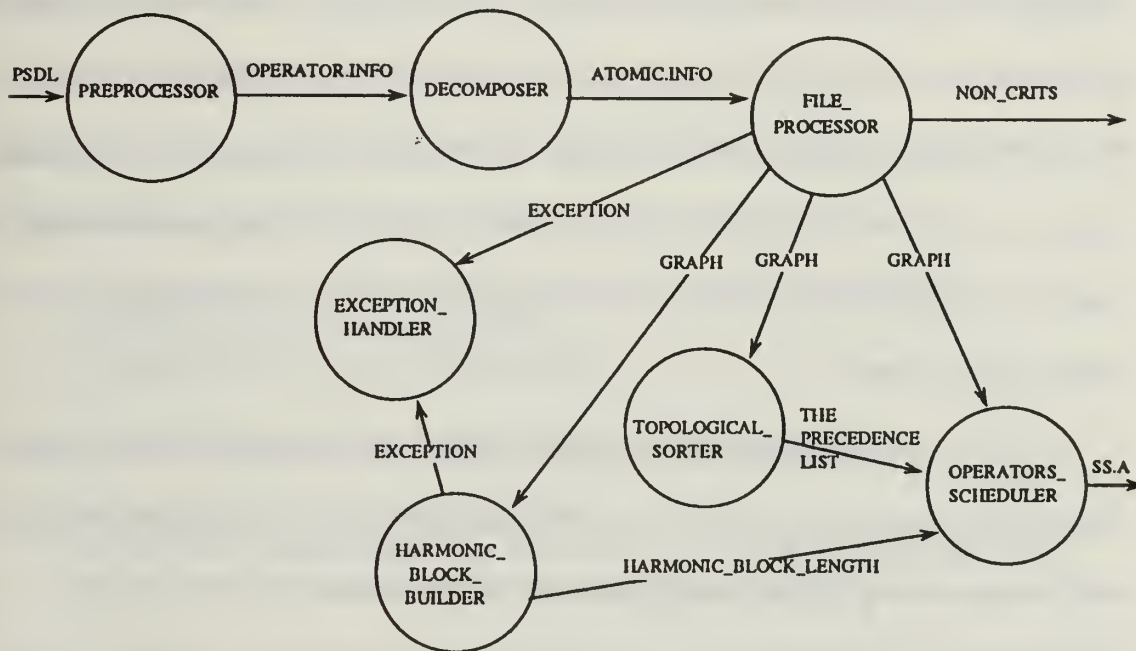 PSDL
PREPROCESSOR
OPERATOR.INFO
DECOMPOSER
ATOMIC.INFO
FILE_
PROCESSOR
NON_CRITS
EXCEPTION
GRAPH
GRAPH
GRAPH
EXCEPTION_
HANDLER
TOPOLOGICAL_
SORTER
THE
PRECEDENCE
LIST
OPERATORS_
SCHEDULER
SS.A
EXCEPTION
HARMONIC_
BLOCK_
BUILDER
HARMONIC_BLOCK_LENGTH